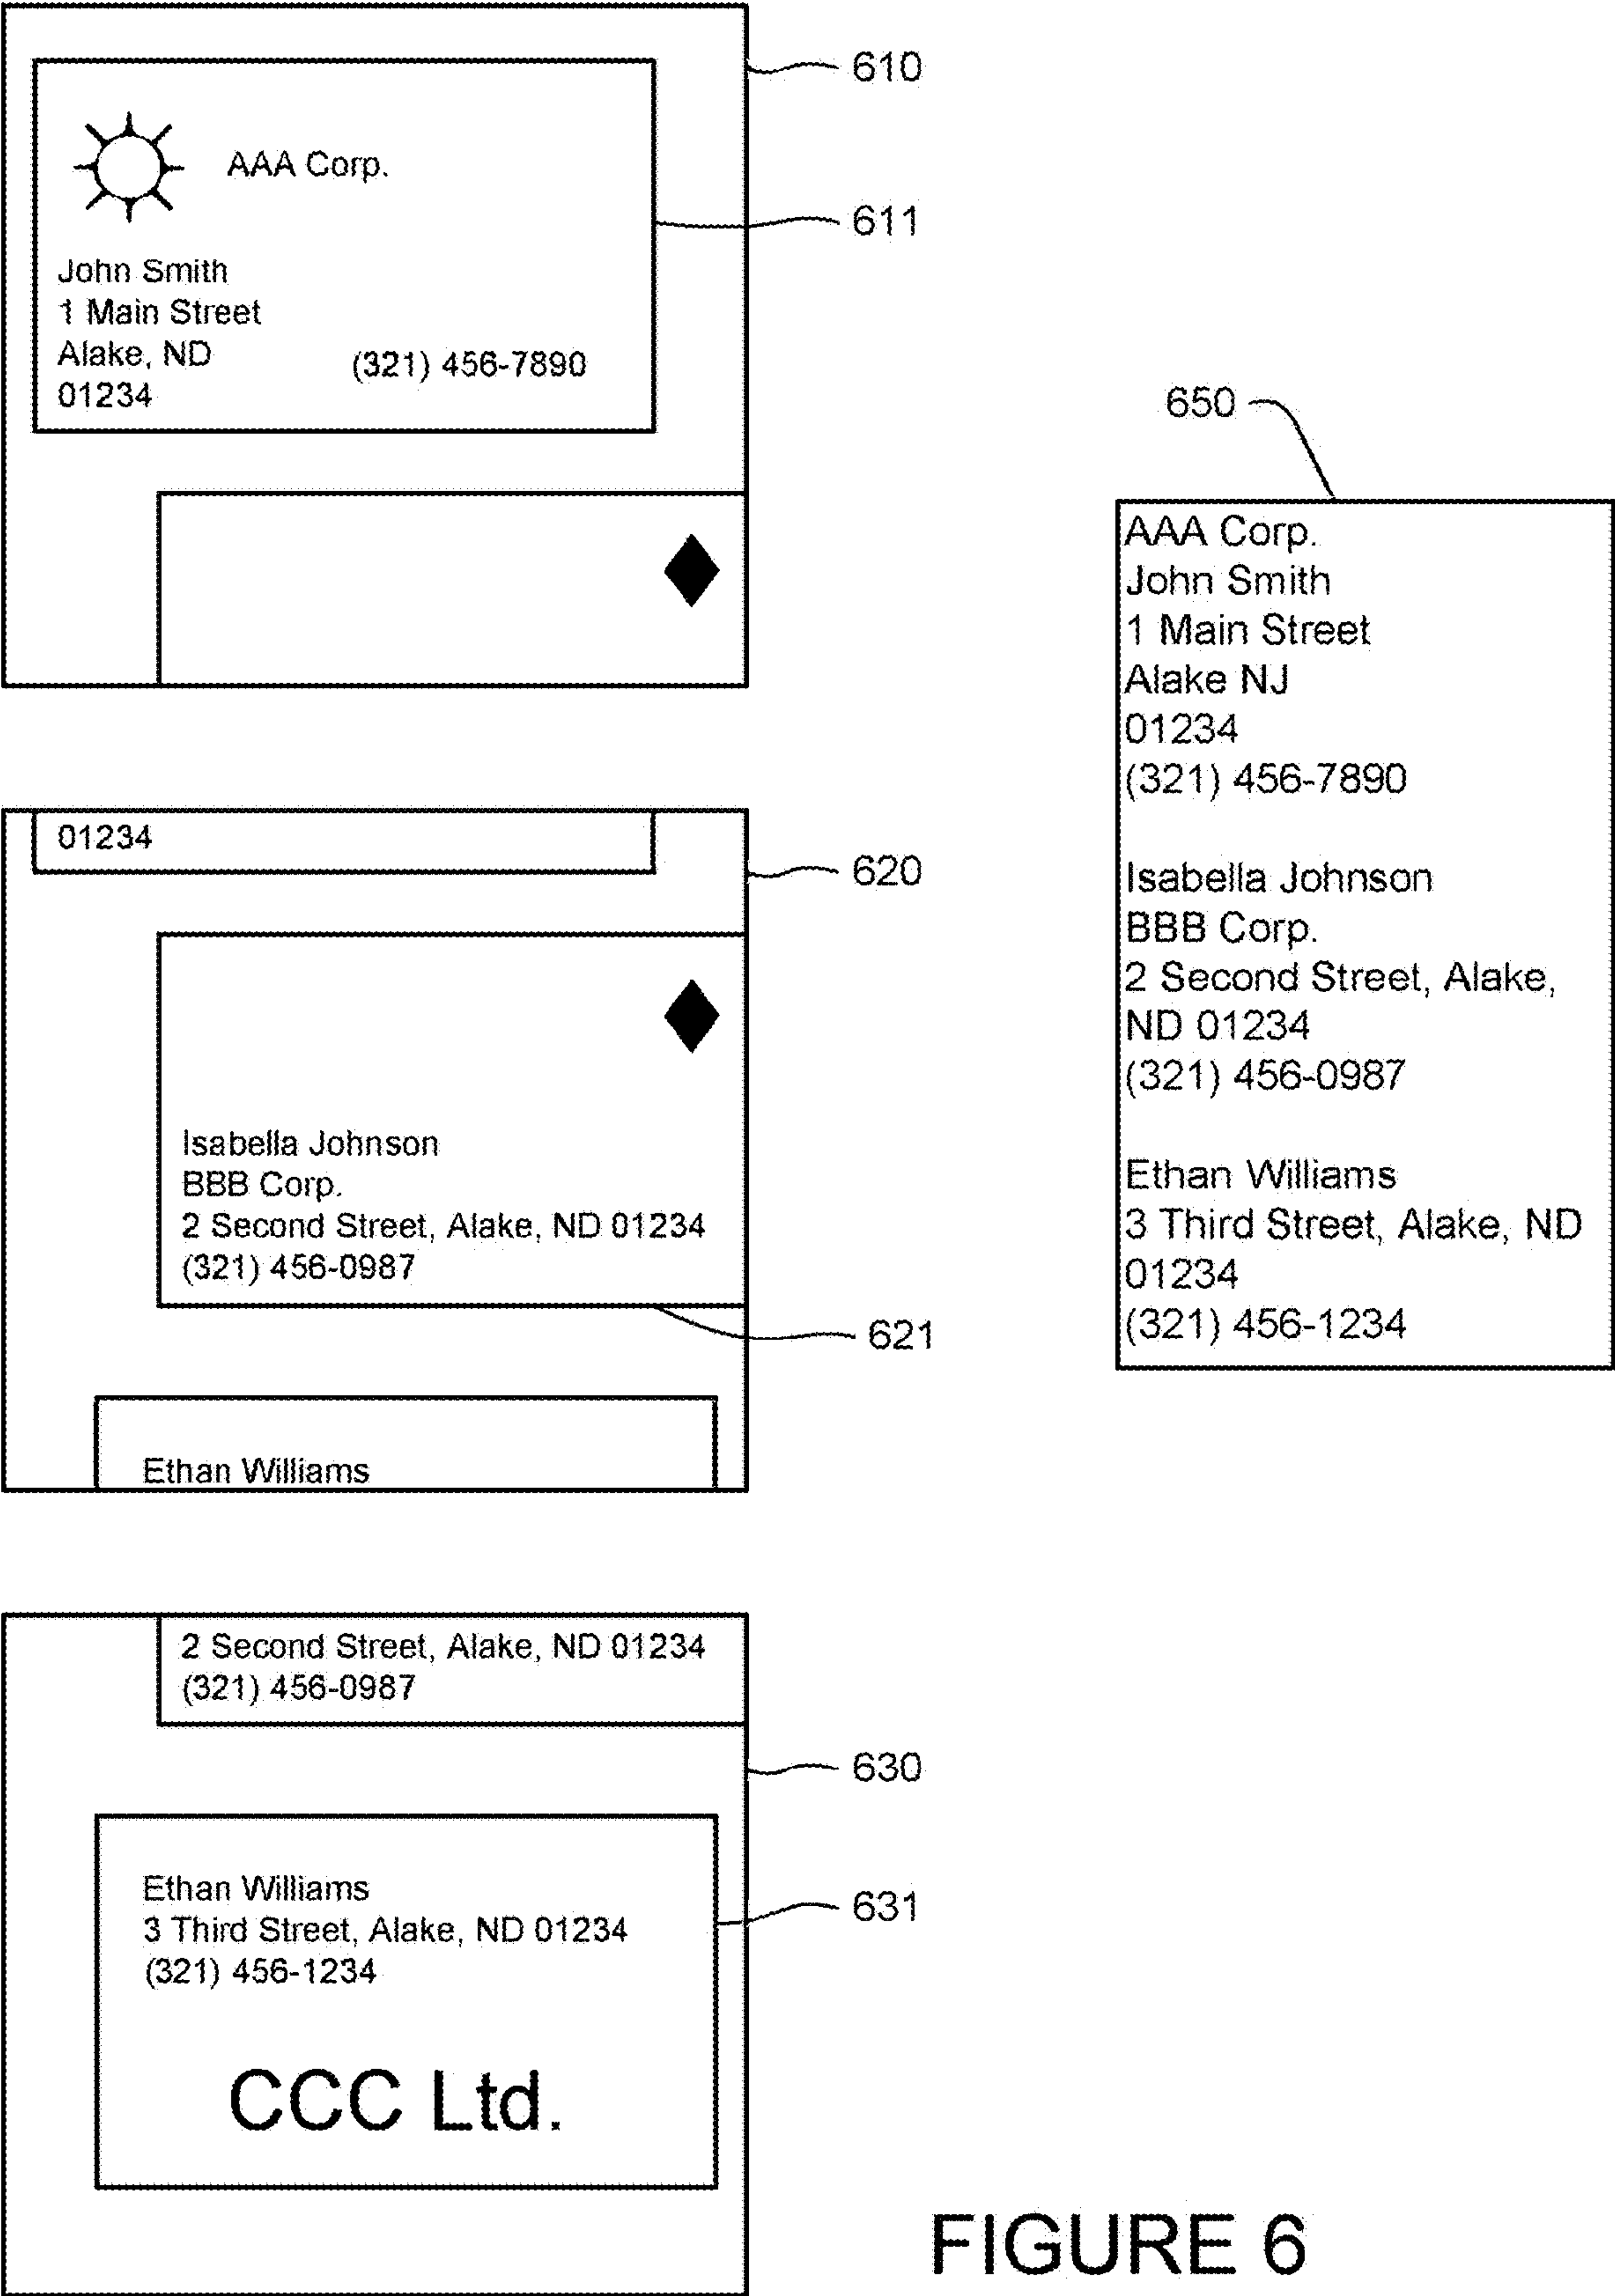 610
AAA Corp.
611
John Smith
1 Main Street
Alake, ND
(321) 456-7890
01234
650
AAA Corp.
John Smith
1 Main Street
Alake NJ
01234
(321) 456-7890
Isabella Johnson
BBB Corp.
2 Second Street, Alake,
ND 01234
(321) 456-0987
Ethan Williams
3 Third Street, Alake, ND
01234
(321) 456-1234
01234
620
Isabella Johnson
BBB Corp.
2 Second Street, Alake, ND 01234
(321) 456-0987
621
Ethan Williams
2 Second Street, Alake, ND 01234
(321) 456-0987
630
Ethan Williams
631
3 Third Street, Alake, ND 01234
(321) 456-1234
CCC Ltd.
FIGURE 6